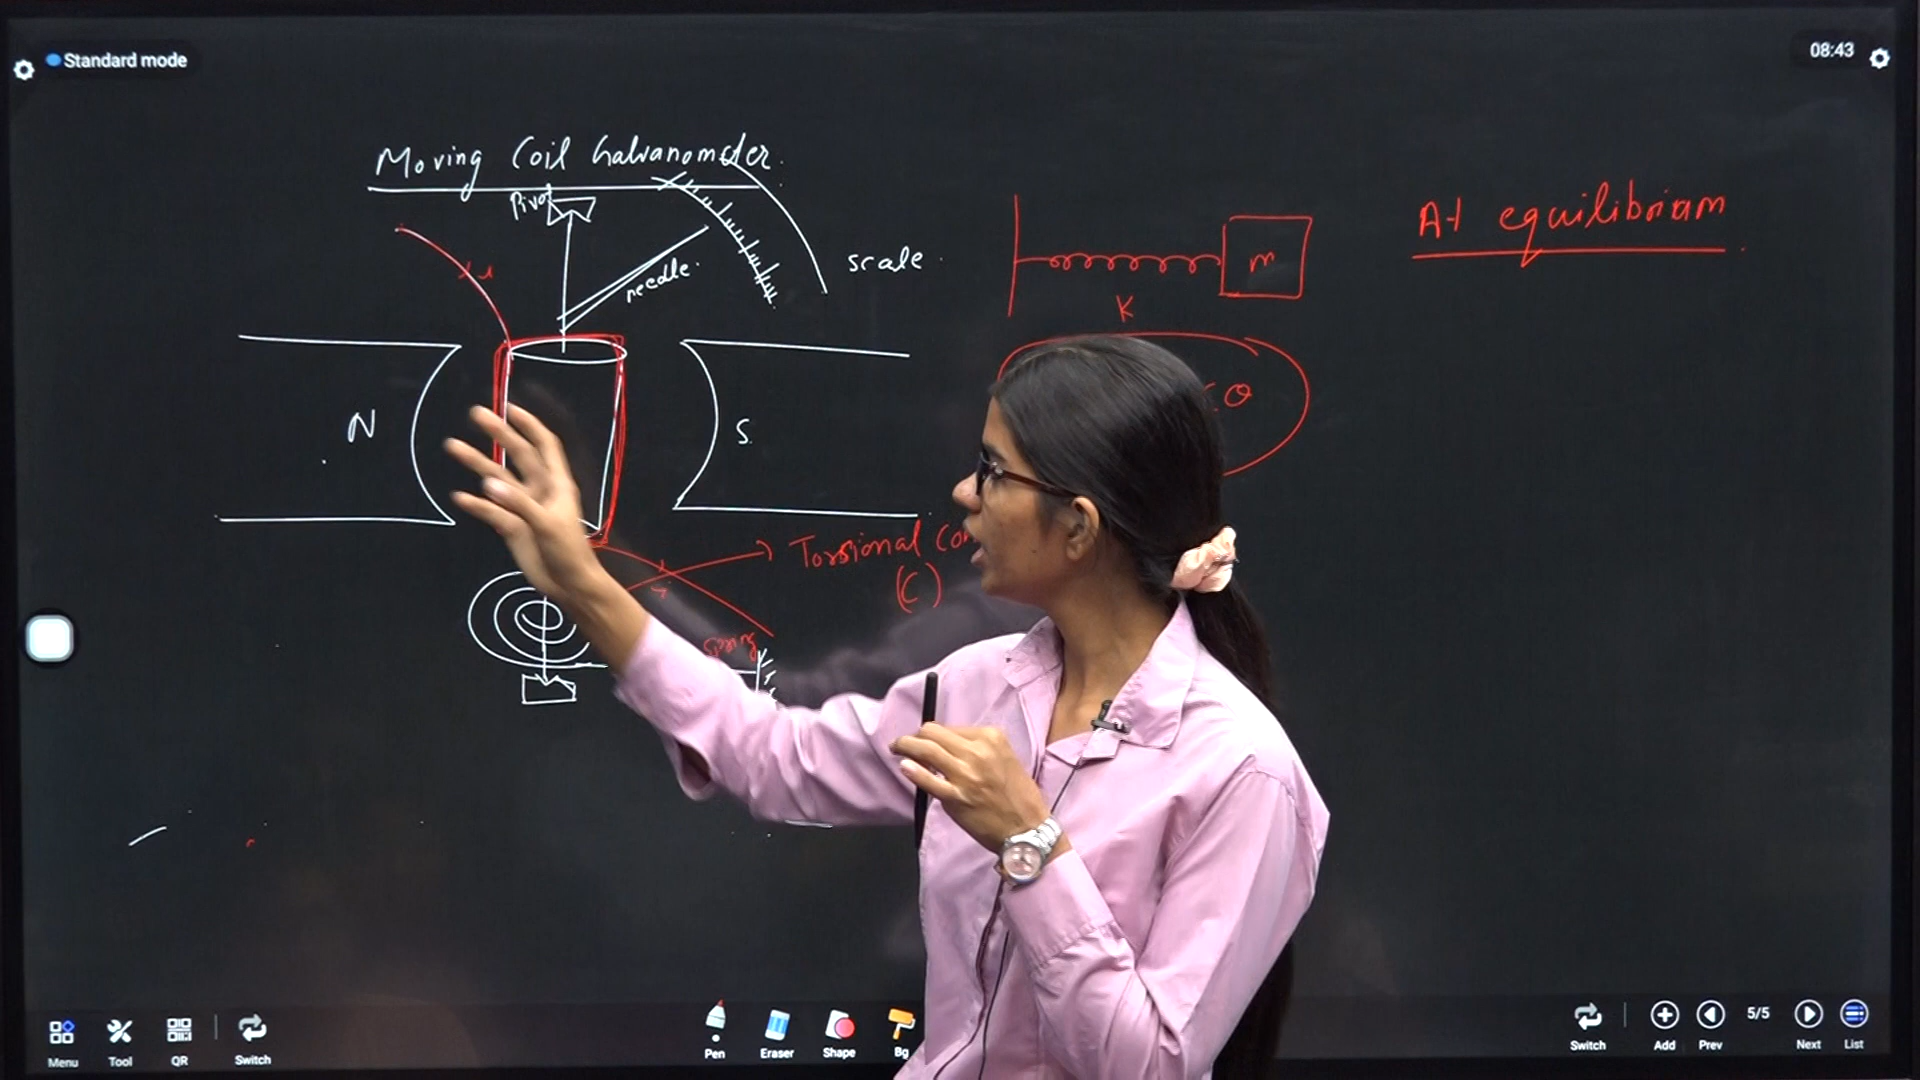 Standard mode
08:43
Moving Coil Galvanometer.
Pivot
needle.
scale.
m
K
At equilibrium
N
S
Torsional
(C)
spring
Menu
Tool
QR
Switch
Pen
Eraser
Shape
Bg
Switch
Add
Prev
5/5
Next
List